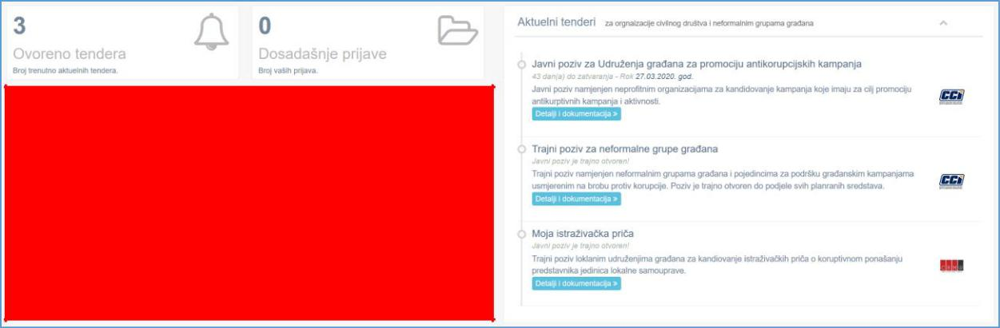 3
Ovoreno tendera
Broj trenutno aktuelnih tendera.
0
Dosadašnje prijave
Broj vaših prijava.
Aktuelni tenderi za orgnaizacije civilnog društva i neformalnim grupama građana
Javni poziv za Udruženja građana za promociju antikorupcijskih kampanja
43 dan(a) do zatvaranja - Rok 27.03.2020. god.
Javni poziv namjenjen neprofitnim organizacijama za kandidovanje kampanja koje imaju za cilj promociju
antikurptivnih kampanja i aktivnosti.
Detalji i dokumentacija »
CCI
Trajni poziv za neformalne grupe građana
Javni poziv je trajno otvoren!
Trajni poziv namjenjen neformalnim grupama građana i pojedincima za podršku građanskim kampanjama
usmjerenim na brobu protiv korupcije. Poziv je trajno otvoren do podjele svih planranih sredstava.
Detalji i dokumentacija »
CCI
Moja istraživačka priča
Javni poziv je trajno otvoren!
Trajni poziv loklanim udruženjima građana za kandiovanje istraživačkih priča o koruptivnom ponašanju
predstavnika jedinica lokalne samouprave.
Detalji i dokumentacija »